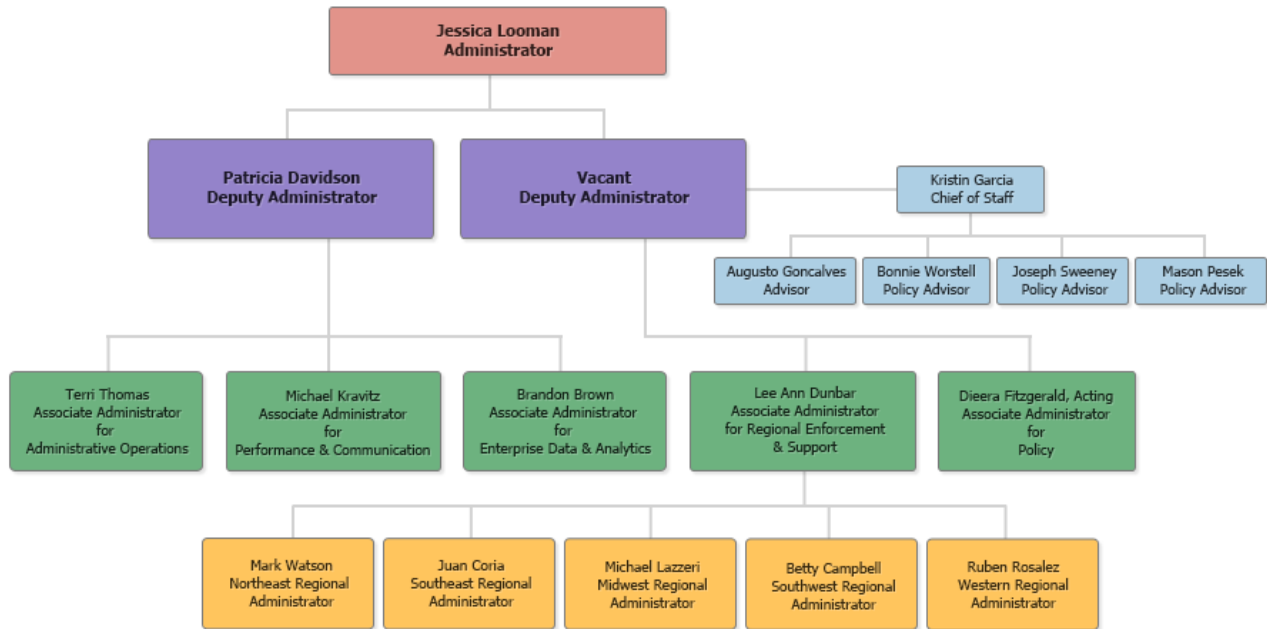 Jessica Looman
Administrator
Patricia Davidson
Deputy Administrator
Vacant
Deputy Administrator
Kristin Garcia
Chief of Staff
Augusto Goncalves
Advisor
Bonnie Worstell
Policy Advisor
Joseph Sweeney
Policy Advisor
Mason Pesek
Policy Advisor
Terri Thomas
Associate Administrator
for
Administrative Operations
Michael Kravitz
Associate Administrator
for
Performance & Communication
Brandon Brown
Associate Administrator
for
Enterprise Data & Analytics
Lee Ann Dunbar
Associate Administrator
for Regional Enforcement
& Support
Dieera Fitzgerald, Acting
Associate Administrator
for
Policy
Mark Watson
Northeast Regional
Administrator
Juan Coria
Southeast Regional
Administrator
Michael Lazzeri
Midwest Regional
Administrator
Betty Campbell
Southwest Regional
Administrator
Ruben Rosalez
Western Regional
Administrator